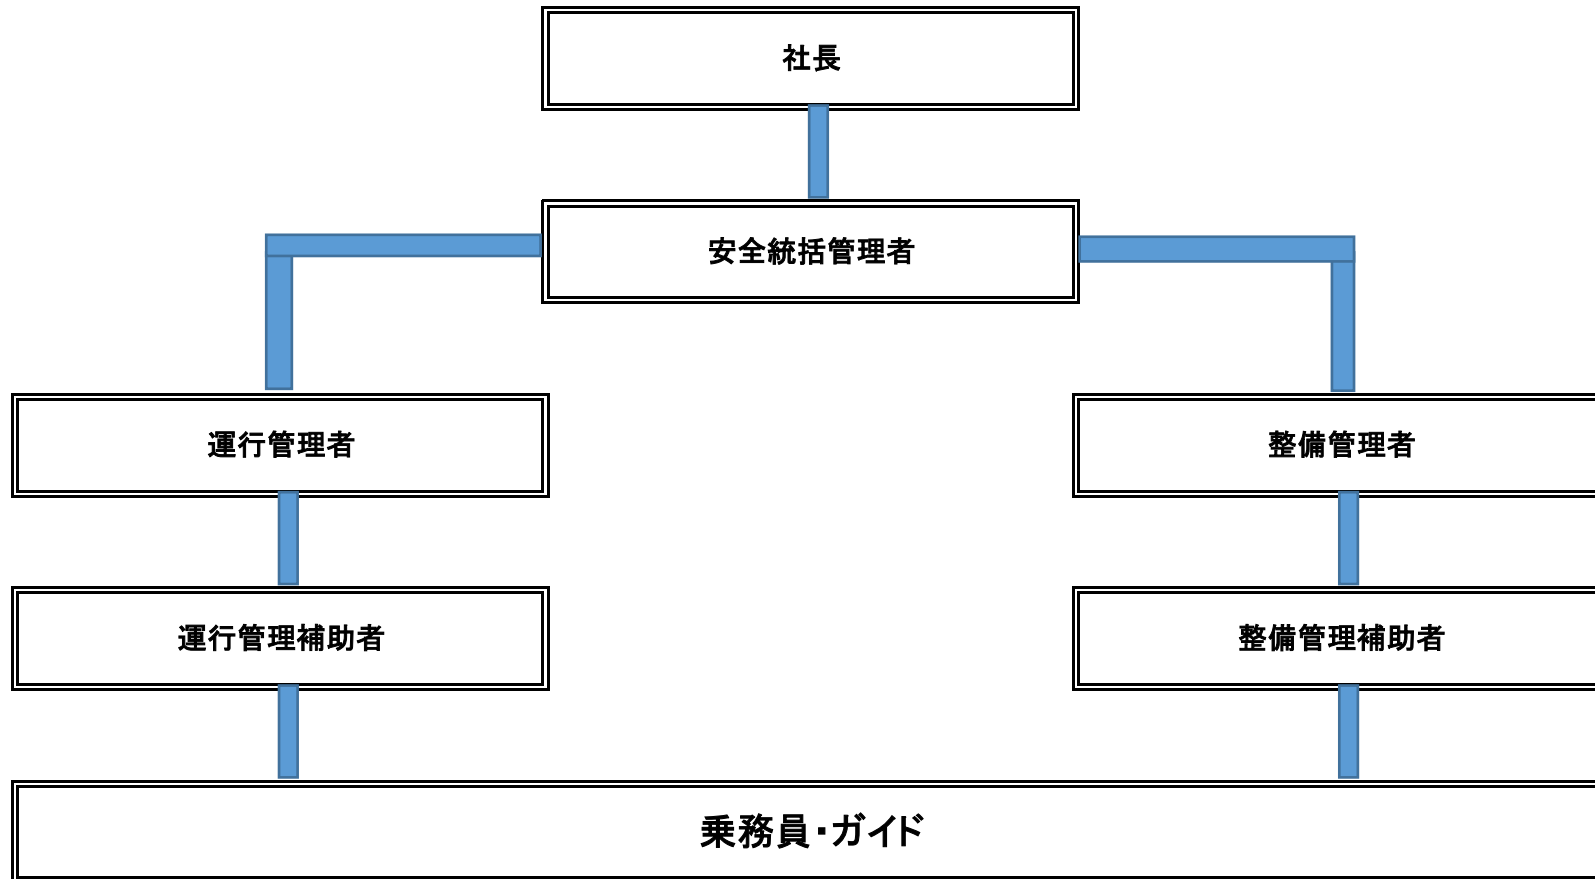 社長
安全統括管理者
運行管理者
整備管理者
運行管理補助者
整備管理補助者
乗務員・ガイド